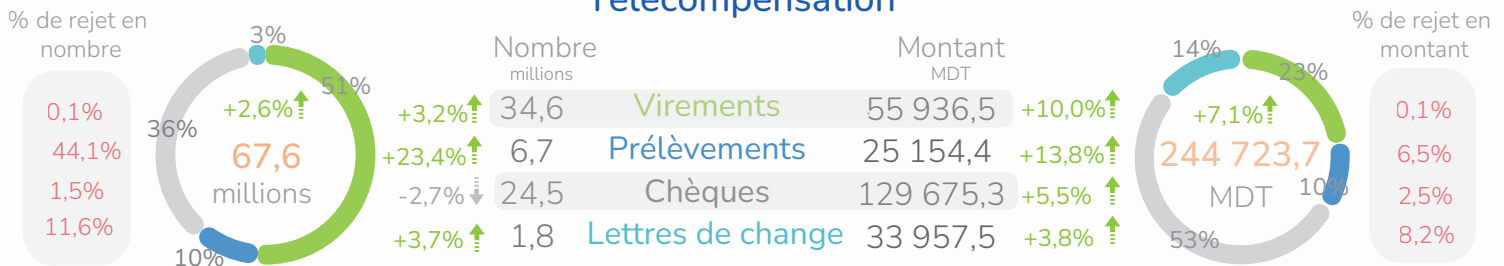 Télécompensation
% de rejet en
nombre
0,1%
44,1%
1,5%
11,6%
3%
51%
36%
10%
+2,6%
67,6
millions
Nombre
millions
Montant
MDT
+3,2% 34,6 Virements 55 936,5 +10,0%
+23,4% 6,7 Prélèvements 25 154,4 +13,8%
-2,7% 24,5 Chèques 129 675,3 +5,5%
+3,7% 1,8 Lettres de change 33 957,5 +3,8%
14%
23%
10%
53%
+7,1%
244 723,7
MDT
% de rejet en
montant
0,1%
6,5%
2,5%
8,2%